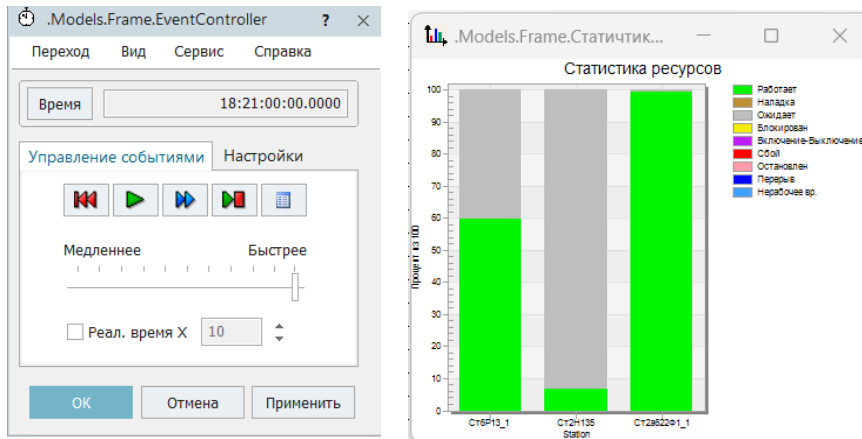 .Models.Frame.EventController ?
Переход Вид Сервис Справка
Время 18:21:00:00.0000
Управление событиями Настройки
Медленнее Быстрее
Реал. время X 10
OK Отмена Применить
.Models.Frame.Статичтик...
Статистика ресурсов
Процент из 100
100
90
80
70
60
50
40
30
20
10
0
Ст6Р13_1 Ст2Н135 Ст2а622Ф1_1
Station
Работает
Наладка
Ожидает
Блокирован
Включение-Выключение
Сбой
Остановлен
Перерыв
Нерабочее вр.